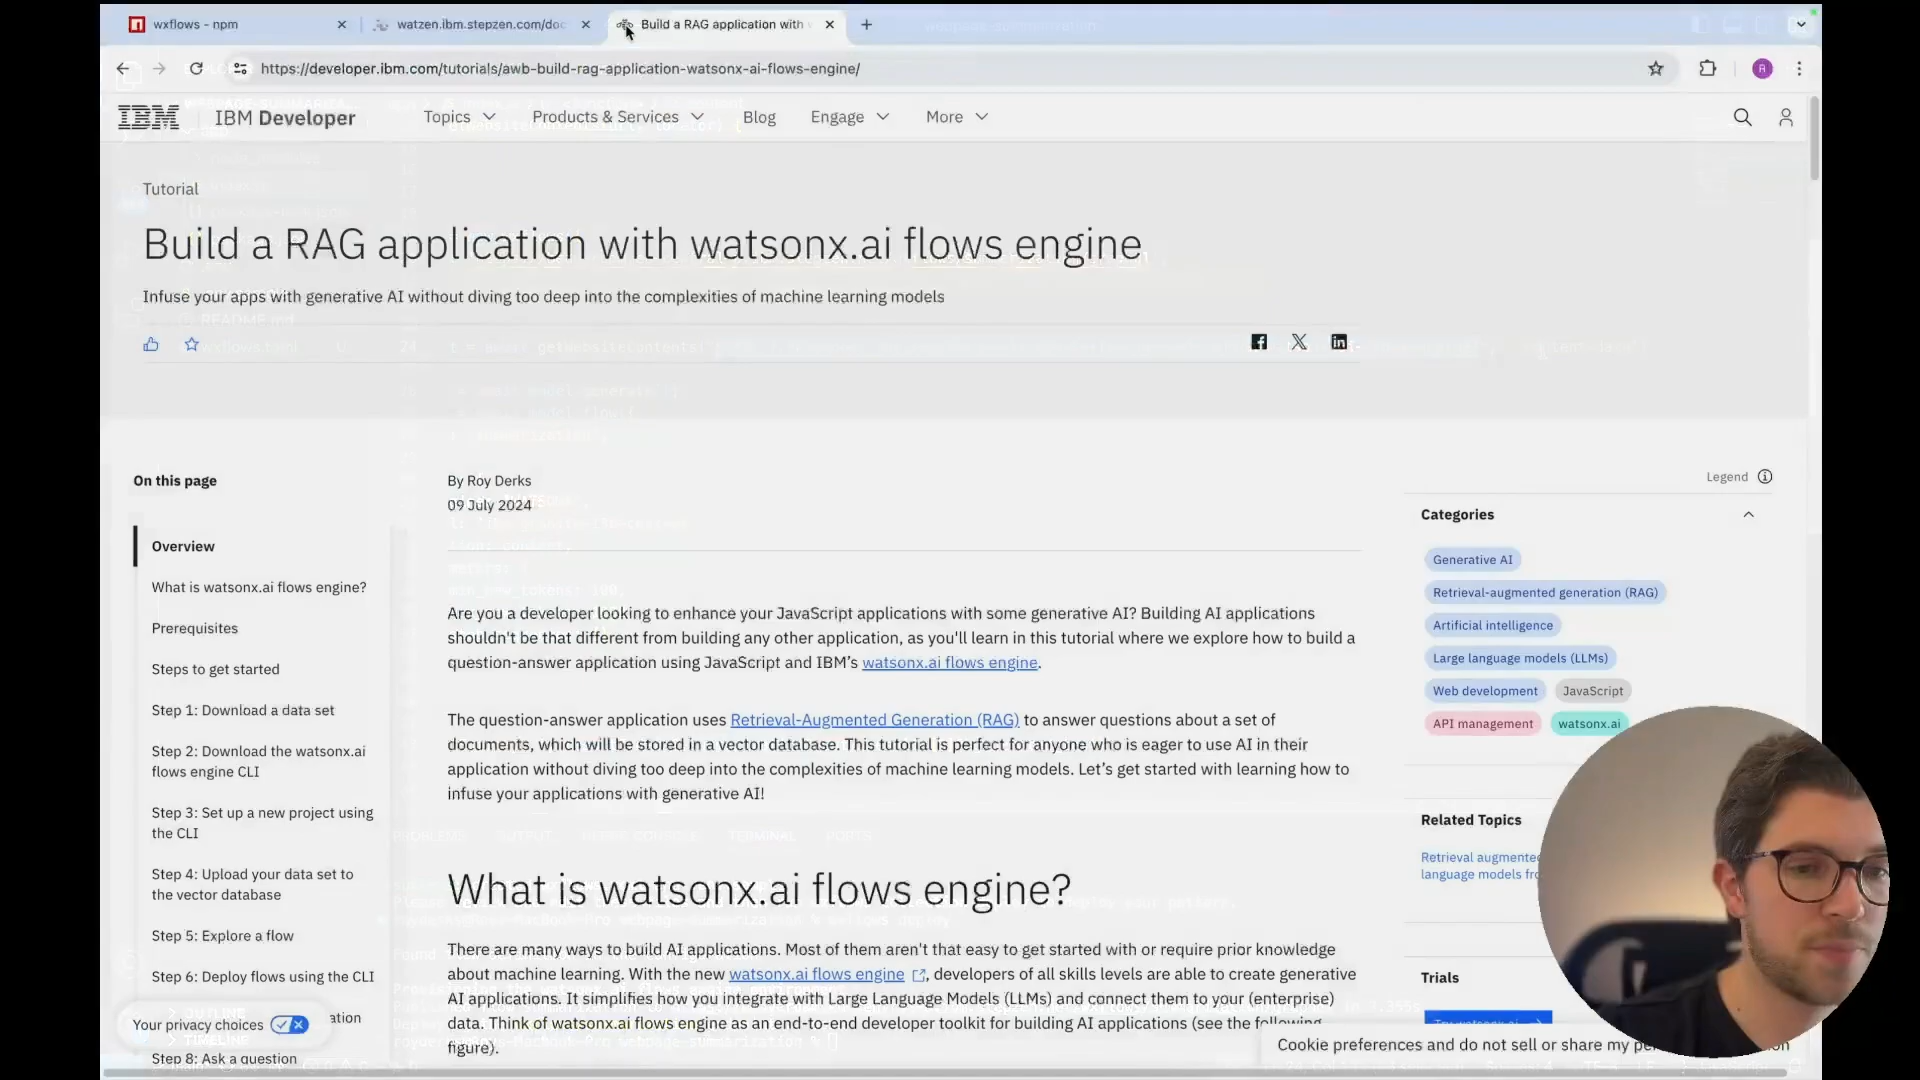 wxflows - npm
watzen.ibm.stepzen.com/doc
Build a RAG application with
https://developer.ibm.com/tutorials/awb-build-rag-application-watsonx-ai-flows-engine/
R
IBM
IBM Developer
Topics
Products & Services
Blog
Engage
More
Tutorial
Build a RAG application with watsonx.ai flows engine
Infuse your apps with generative AI without diving too deep into the complexities of machine learning models
On this page
Overview
What is watsonx.ai flows engine?
Prerequisites
Steps to get started
Step 1: Download a data set
Step 2: Download the watsonx.ai
flows engine CLI
Step 3: Set up a new project using
the CLI
Step 4: Upload your data set to
the vector database
Step 5: Explore a flow
Step 6: Deploy flows using the CLI
Your privacy choices
Step 8: Ask a question
By Roy Derks
09 July 2024
Are you a developer looking to enhance your JavaScript applications with some generative AI? Building AI applications
shouldn't be that different from building any other application, as you'll learn in this tutorial where we explore how to build a
question-answer application using JavaScript and IBM's watsonx.ai flows engine.
The question-answer application uses Retrieval-Augmented Generation (RAG) to answer questions about a set of
documents, which will be stored in a vector database. This tutorial is perfect for anyone who is eager to use AI in their
application without diving too deep into the complexities of machine learning models. Let's get started with learning how to
infuse your applications with generative AI!
What is watsonx.ai flows engine?
There are many ways to build AI applications. Most of them aren't that easy to get started with or require prior knowledge
about machine learning. With the new watsonx.ai flows engine, developers of all skills levels are able to create generative
AI applications. It simplifies how you integrate with Large Language Models (LLMs) and connect them to your (enterprise)
data. Think of watsonx.ai flows engine as an end-to-end developer toolkit for building AI applications (see the following
figure).
Legend
Categories
Generative AI
Retrieval-augmented generation (RAG)
Artificial intelligence
Large language models (LLMs)
Web development
JavaScript
API management
watsonx.ai
Related Topics
Retrieval augmente
language models fr
Trials
Cookie preferences and do not sell or share my pe